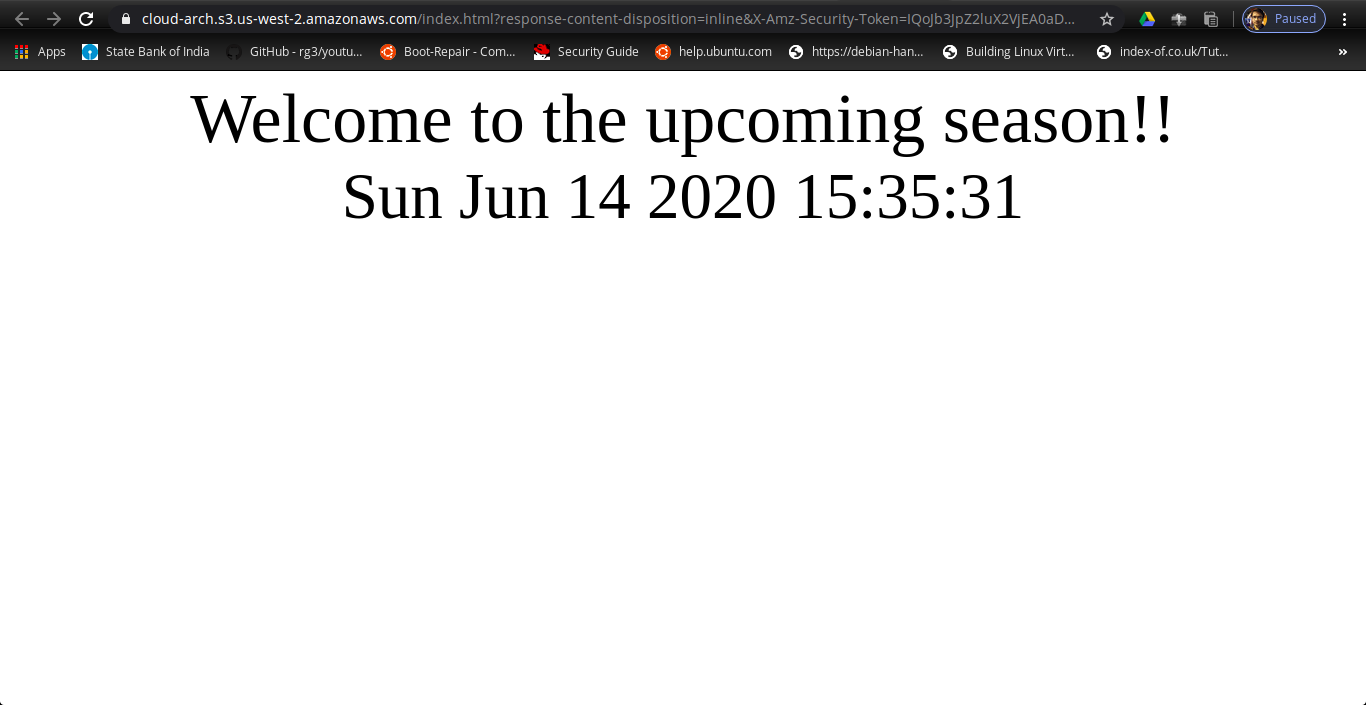 cloud-arch.s3.us-west-2.amazonaws.com/index.html?response-content-disposition=inline&X-Amz-Security-Token=IQoJb3JpZ2luX2VjEA0aD... Paused
Apps State Bank of India GitHub - rg3/youtu... Boot-Repair - Com... Security Guide help.ubuntu.com https://debian-han... Building Linux Virt... index-of.co.uk/Tut... »
Welcome to the upcoming season!!
Sun Jun 14 2020 15:35:31